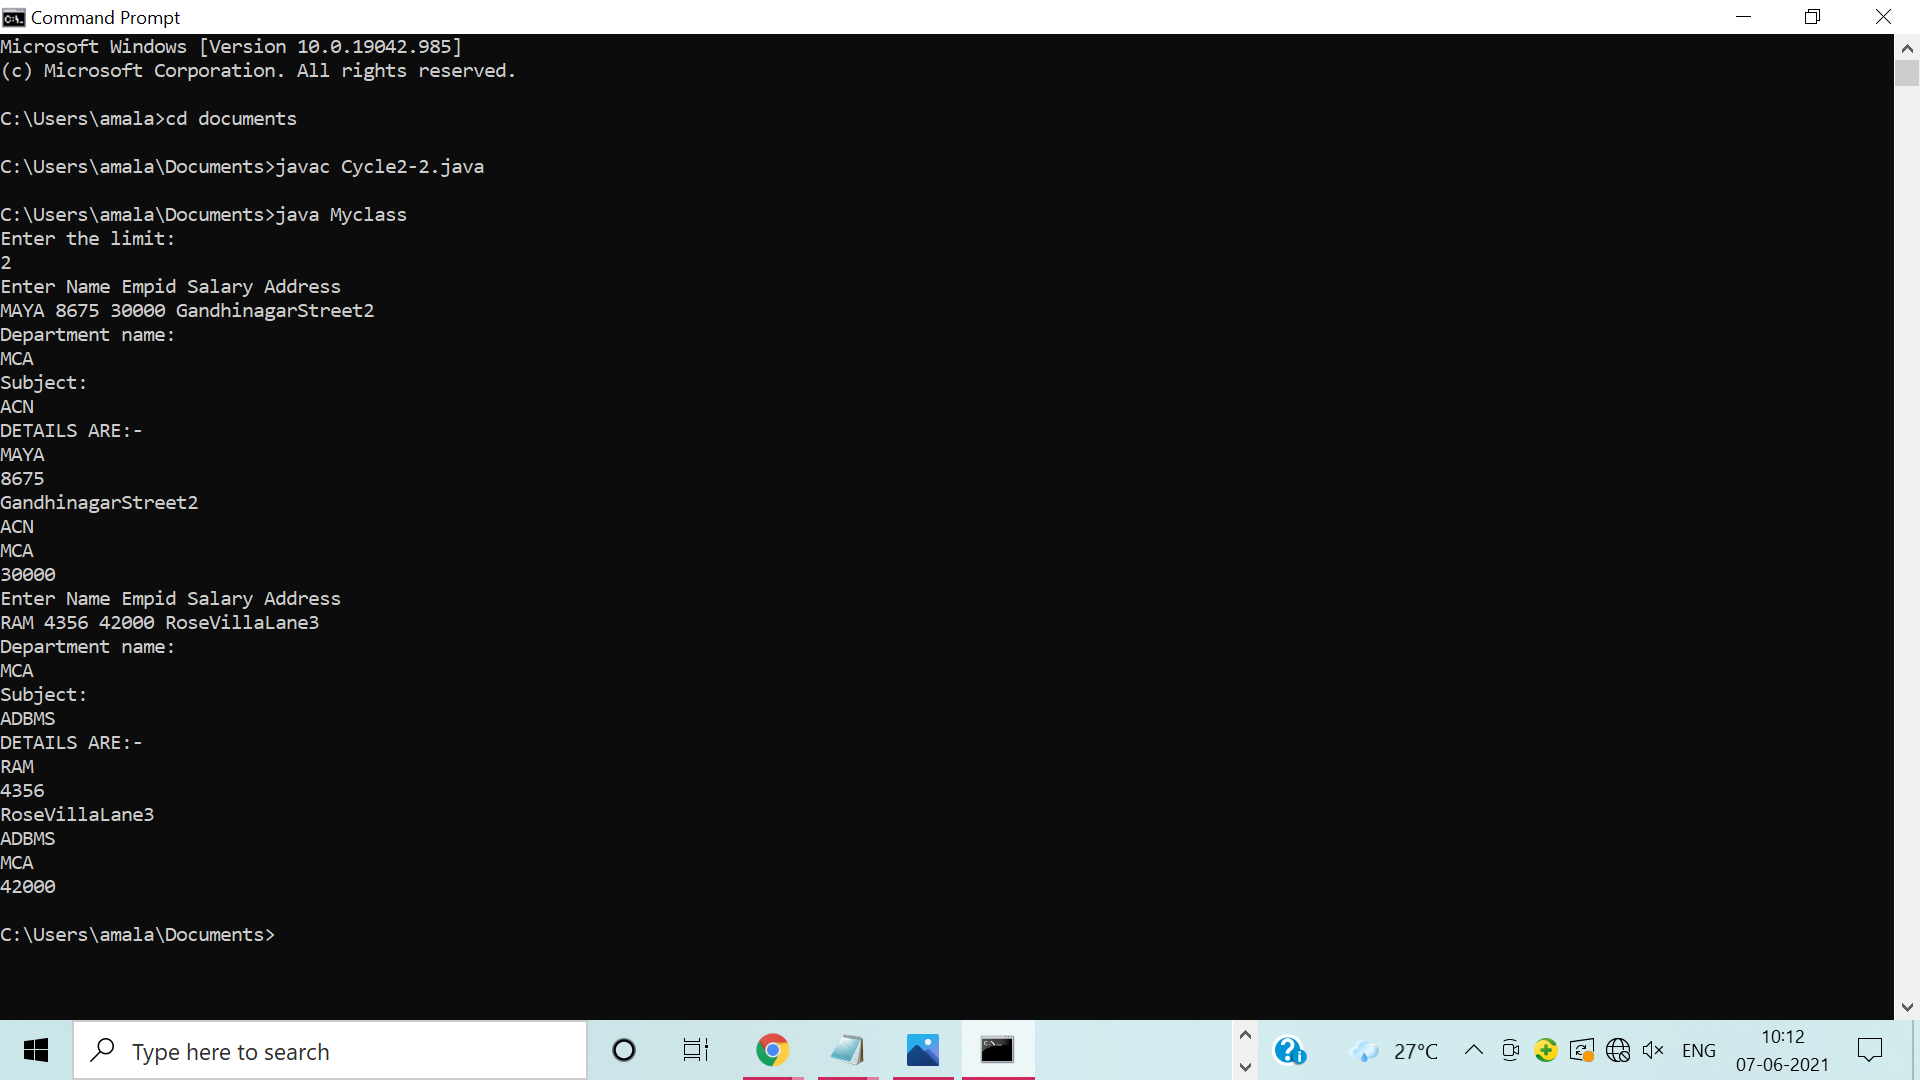 Command Prompt
Microsoft Windows [Version 10.0.19042.985]
(c) Microsoft Corporation. All rights reserved.
C:\Users\amala>cd documents
C:\Users\amala\Documents>javac Cycle2-2.java
C:\Users\amala\Documents>java Myclass
Enter the limit:
2
Enter Name Empid Salary Address
MAYA 8675 30000 GandhinagarStreet2
Department name:
MCA
Subject:
ACN
DETAILS ARE:-
MAYA
8675
GandhinagarStreet2
ACN
MCA
30000
Enter Name Empid Salary Address
RAM 4356 42000 RoseVillaLane3
Department name:
MCA
Subject:
ADBMS
DETAILS ARE:-
RAM
4356
RoseVillaLane3
ADBMS
MCA
42000
C:\Users\amala\Documents>
Type here to search
27°C
ENG
10:12
07-06-2021